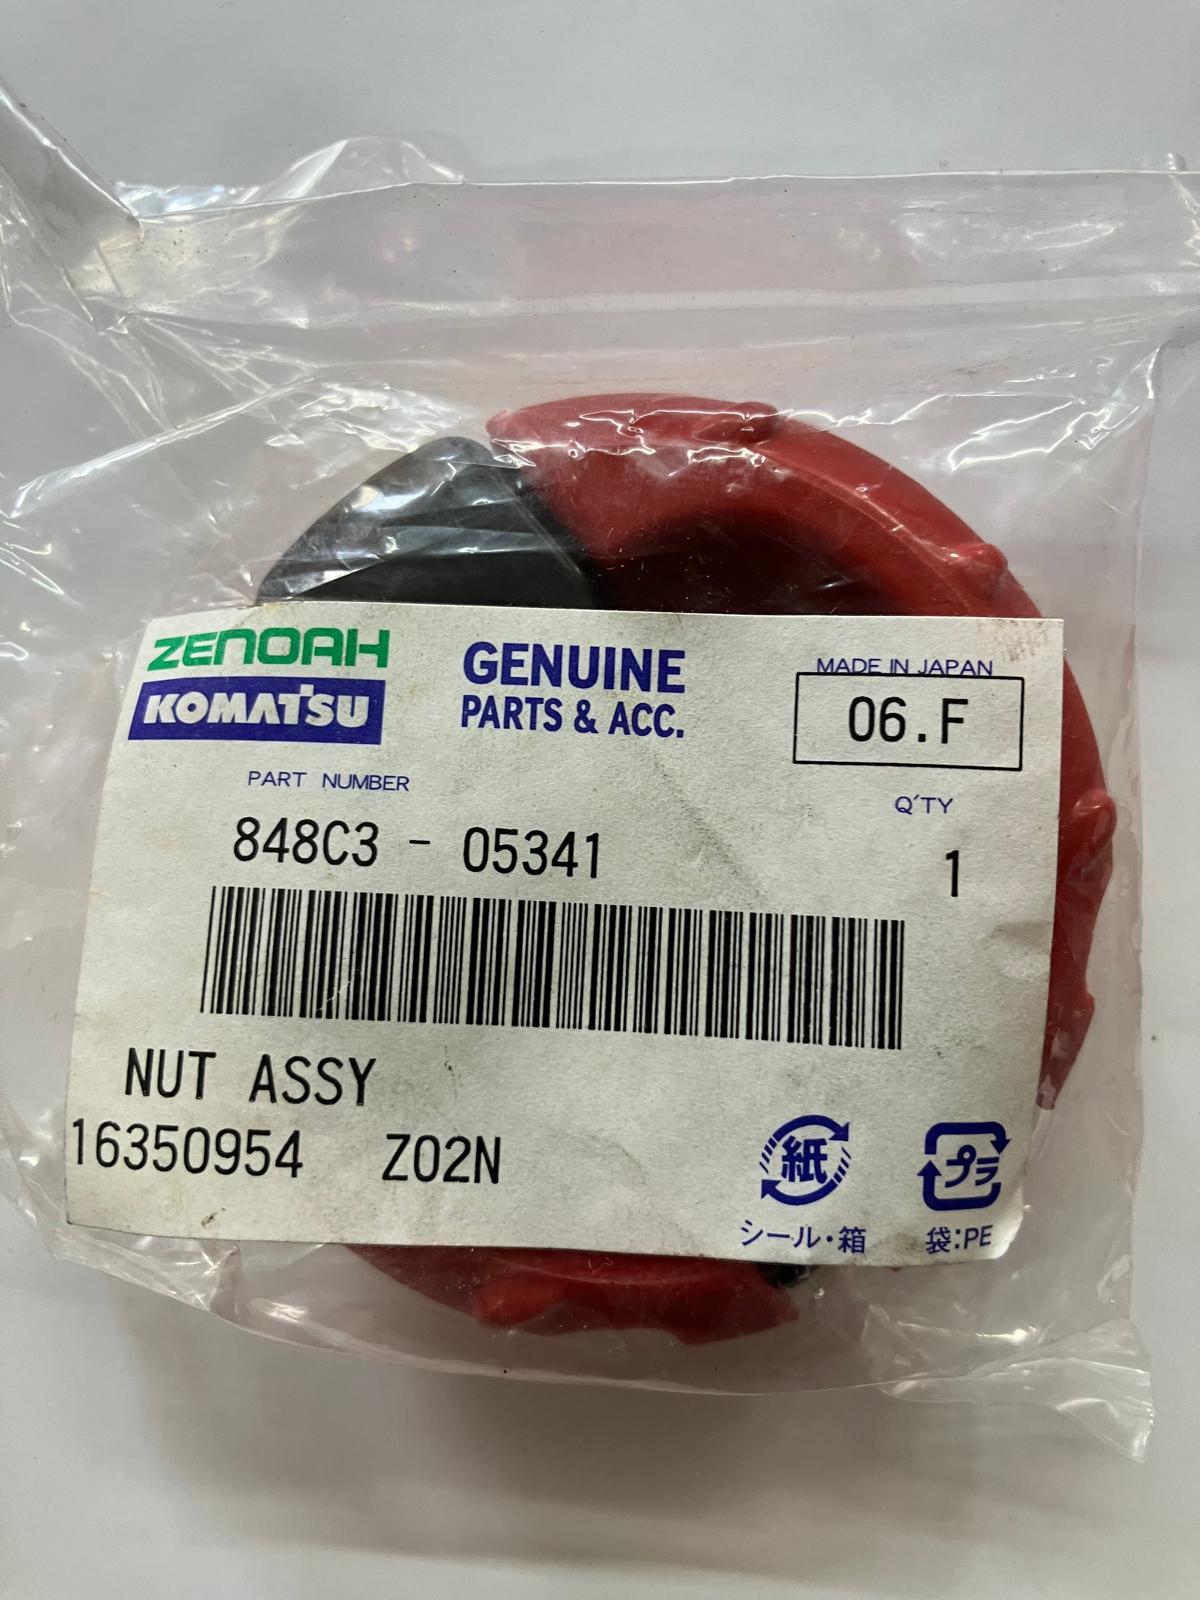 ZENOAH
KOMATSU
GENUINE
PARTS & ACC.
MADE IN JAPAN
06.F
PART NUMBER
Q'TY
848C3 - 05341
1
NUT ASSY
16350954 Z02N
紙
シール・箱
プラ
袋:PE